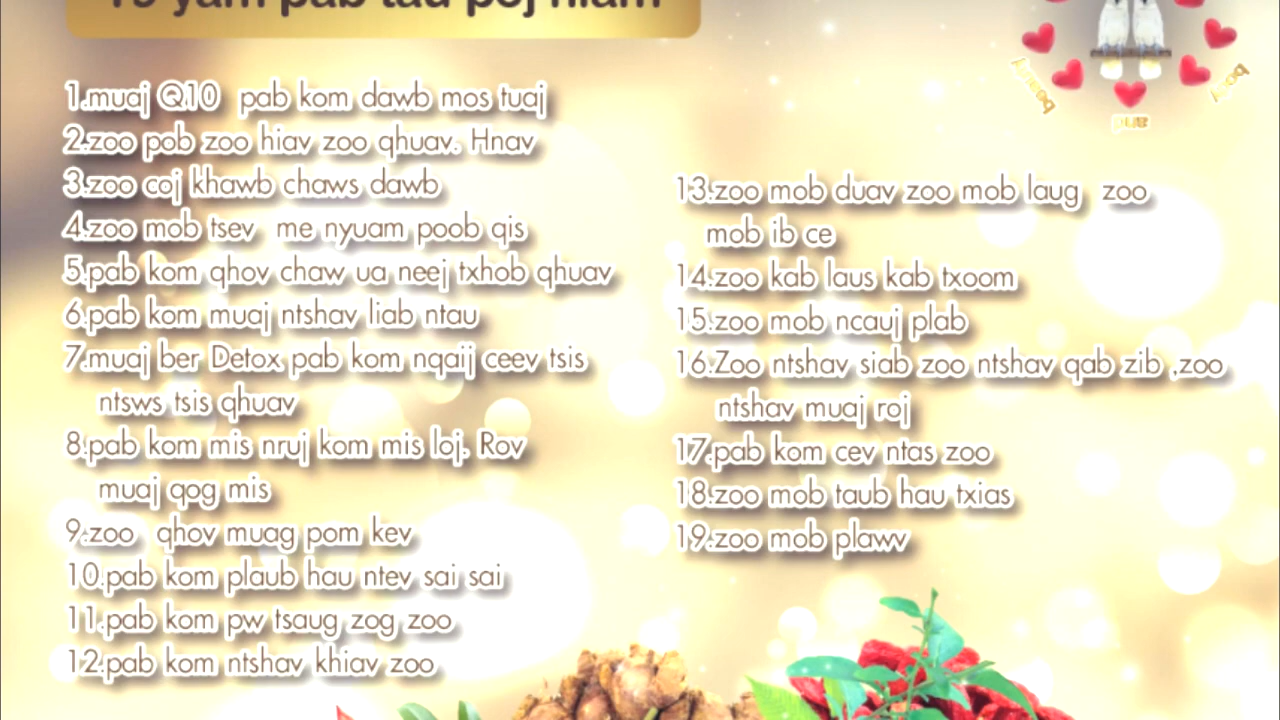 19 yam pab tau poj niam
1.muaj Q10 pab kom dawb mos tuaj
2.zoo pob zoo hiav zoo qhuav. Hnav
3.zoo coj khawb chaws dawb
4.zoo mob tsev me nyuam poob qis
5.pab kom qhov chaw ua neej txhob qhuav
6.pab kom muaj ntshav liab ntau
7.muaj ber Detox pab kom nqaij ceev tsis
ntsws tsis qhuav
8.pab kom mis nruj kom mis loj. Rov
muaj qog mis
9.zoo qhov muag pom kev
10.pab kom plaub hau ntev sai sai
11.pab kom pw tsaug zog zoo
12.pab kom ntshav khiav zoo
13.zoo mob duav zoo mob laug zoo
mob ib ce
14.zoo kab laus kab txoom
15.zoo mob ncauj plab
16.Zoo ntshav siab zoo ntshav qab zib ,zoo
ntshav muaj roj
17.pab kom cev ntas zoo
18.zoo mob taub hau txias
19.zoo mob plawv